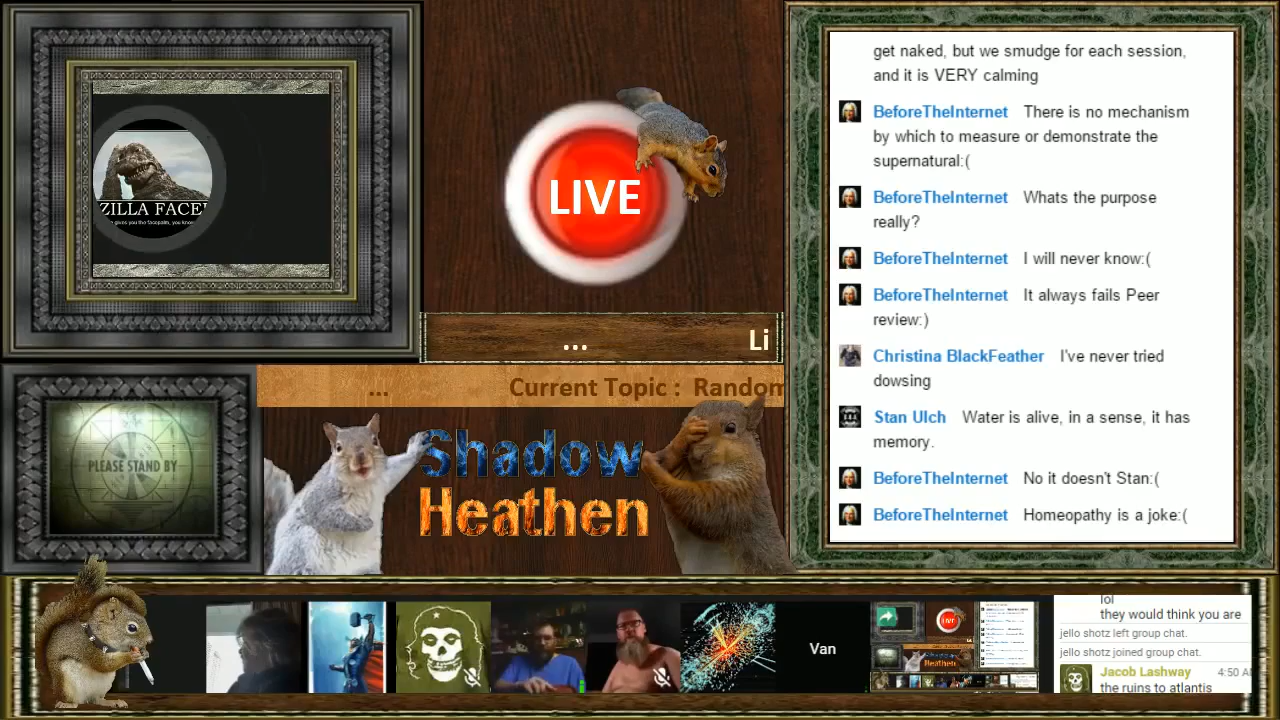 ZILLA FACE
LIVE
...
Li
...
Current Topic : Random
PLEASE STAND BY
Shadow
Heathen
get naked, but we smudge for each session,
and it is VERY calming
BeforeTheInternet There is no mechanism
by which to measure or demonstrate the
supernatural:(
BeforeTheInternet Whats the purpose
really?
BeforeTheInternet I will never know:(
BeforeTheInternet It always fails Peer
review:)
Christina BlackFeather I've never tried
dowsing
Stan Ulch Water is alive, in a sense, it has
memory.
BeforeTheInternet No it doesn't Stan:(
BeforeTheInternet Homeopathy is a joke:(
Van
LIVE
Shadow
Heathen
lol
they would think you are
jello shotz left group chat.
jello shotz joined group chat.
Jacob Lashway 4:50 A
the ruins to atlantis